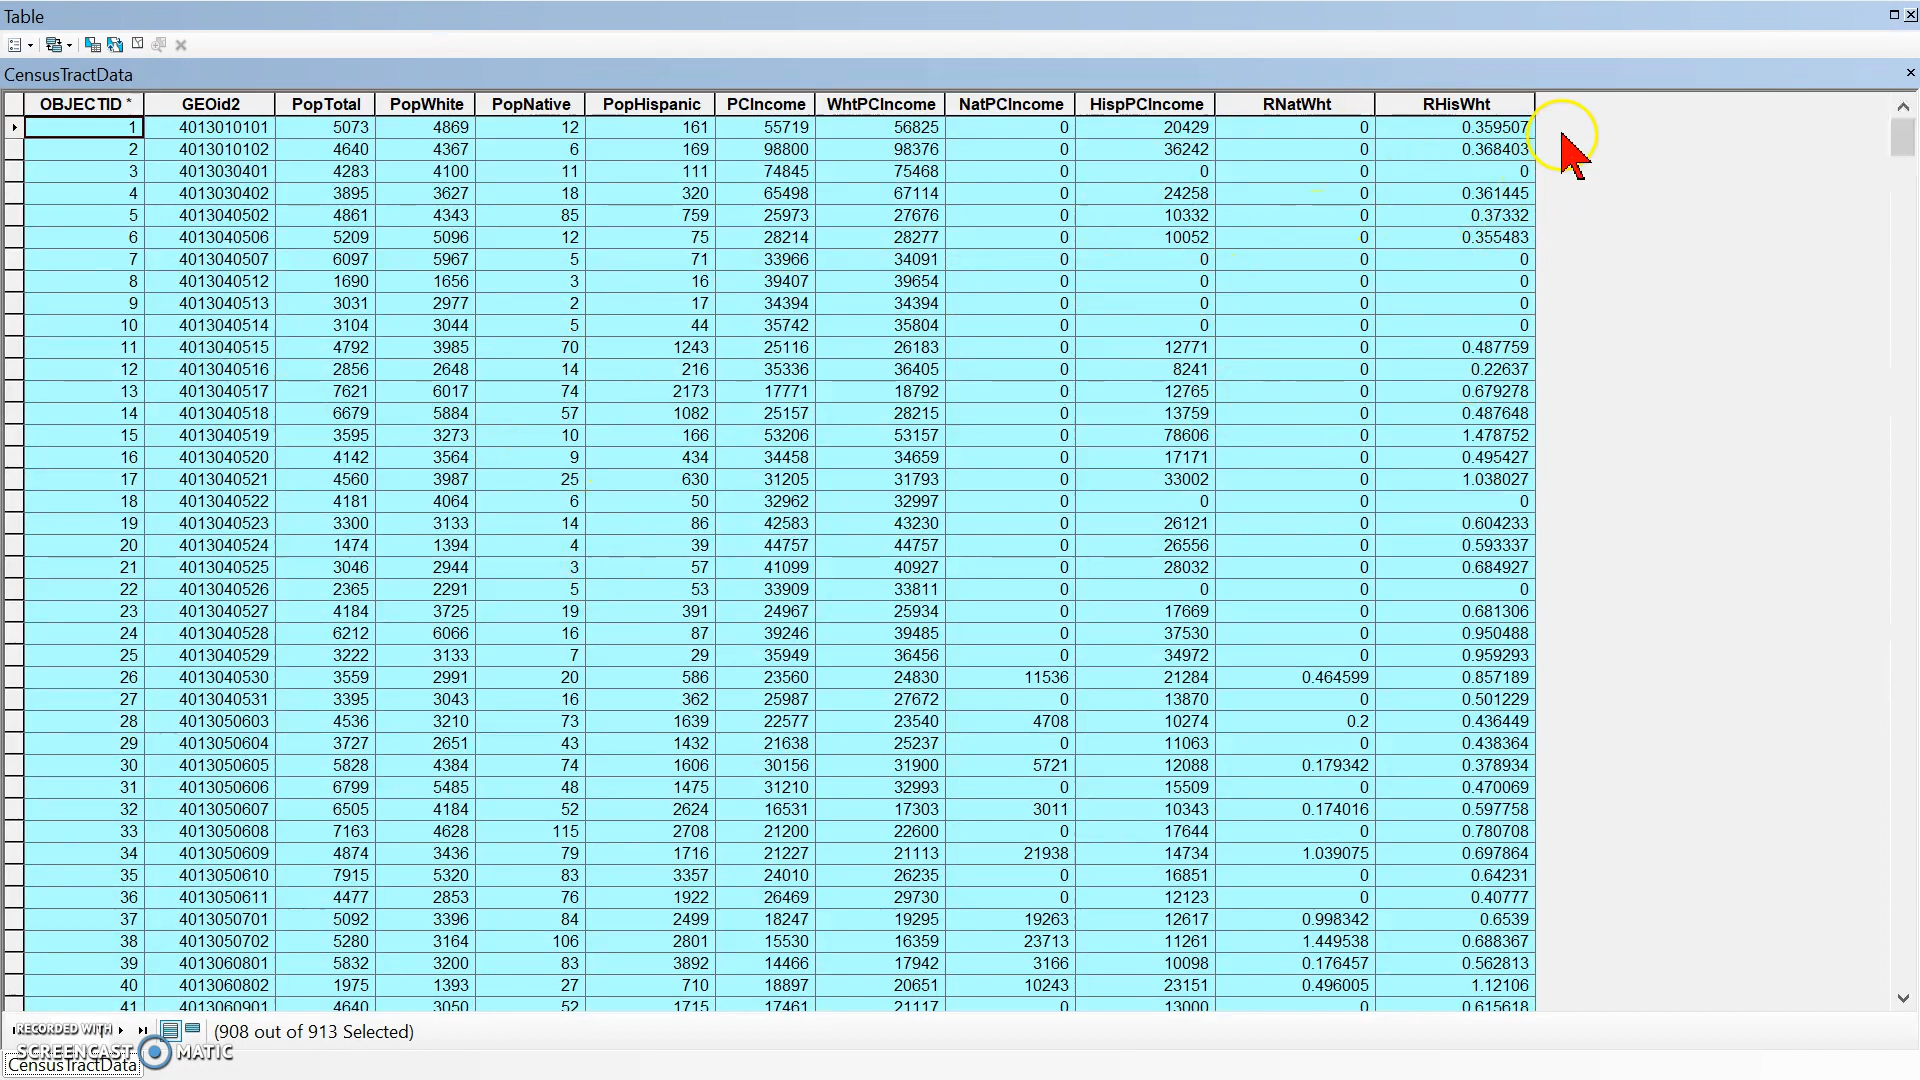 Table
CensusTractData
OBJECTID * GEOid2 PopTotal PopWhite PopNative PopHispanic PCIncome WhtPCIncome NatPCIncome HispPCIncome RNatWht RHisWht
1 4013010101 5073 4869 12 161 55719 56825 0 20429 0 0.359507
2 4013010102 4640 4367 6 169 98800 98376 0 36242 0 0.368403
3 4013030401 4283 4100 11 111 74845 75468 0 0 0 0
4 4013030402 3895 3627 18 320 65498 67114 0 24258 0 0.361445
5 4013040502 4861 4343 85 759 25973 27676 0 10332 0 0.37332
6 4013040506 5209 5096 12 75 28214 28277 0 10052 0 0.355483
7 4013040507 6097 5967 5 71 33966 34091 0 0 0 0
8 4013040512 1690 1656 3 16 39407 39654 0 0 0 0
9 4013040513 3031 2977 2 17 34394 34394 0 0 0 0
10 4013040514 3104 3044 5 44 35742 35804 0 0 0 0
11 4013040515 4792 3985 70 1243 25116 26183 0 12771 0 0.487759
12 4013040516 2856 2648 14 216 35336 36405 0 8241 0 0.22637
13 4013040517 7621 6017 74 2173 17771 18792 0 12765 0 0.679278
14 4013040518 6679 5884 57 1082 25157 28215 0 13759 0 0.487648
15 4013040519 3595 3273 10 166 53206 53157 0 78606 0 1.478752
16 4013040520 4142 3564 9 434 34458 34659 0 17171 0 0.495427
17 4013040521 4560 3987 25 630 31205 31793 0 33002 0 1.038027
18 4013040522 4181 4064 6 50 32962 32997 0 0 0 0
19 4013040523 3300 3133 14 86 42583 43230 0 26121 0 0.604233
20 4013040524 1474 1394 4 39 44757 44757 0 26556 0 0.593337
21 4013040525 3046 2944 3 57 41099 40927 0 28032 0 0.684927
22 4013040526 2365 2291 5 53 33909 33811 0 0 0 0
23 4013040527 4184 3725 19 391 24967 25934 0 17669 0 0.681306
24 4013040528 6212 6066 16 87 39246 39485 0 37530 0 0.950488
25 4013040529 3222 3133 7 29 35949 36456 0 34972 0 0.959293
26 4013040530 3559 2991 20 586 23560 24830 11536 21284 0.464599 0.857189
27 4013040531 3395 3043 16 362 25987 27672 0 13870 0 0.501229
28 4013050603 4536 3210 73 1639 22577 23540 4708 10274 0.2 0.436449
29 4013050604 3727 2651 43 1432 21638 25237 0 11063 0 0.438364
30 4013050605 5828 4384 74 1606 30156 31900 5721 12088 0.179342 0.378934
31 4013050606 6799 5485 48 1475 31210 32993 0 15509 0 0.470069
32 4013050607 6505 4184 52 2624 16531 17303 3011 10343 0.174016 0.597758
33 4013050608 7163 4628 115 2708 21200 22600 0 17644 0 0.780708
34 4013050609 4874 3436 79 1716 21227 21113 21938 14734 1.039075 0.697864
35 4013050610 7915 5320 83 3357 24010 26235 0 16851 0 0.64231
36 4013050611 4477 2853 76 1922 26469 29730 0 12123 0 0.40777
37 4013050701 5092 3396 84 2499 18247 19295 19263 12617 0.998342 0.6539
38 4013050702 5280 3164 106 2801 15530 16359 23713 11261 1.449538 0.688367
39 4013060801 5832 3200 83 3892 14466 17942 3166 10098 0.176457 0.562813
40 4013060802 1975 1393 27 710 18897 20651 10243 23151 0.496005 1.12106
41 4013060901 4640 3050 52 1715 17461 21117 0 13000 0 0.615618
(908 out of 913 Selected)
RECORDED WITH
SCREENCAST MATIC
CensusTractData